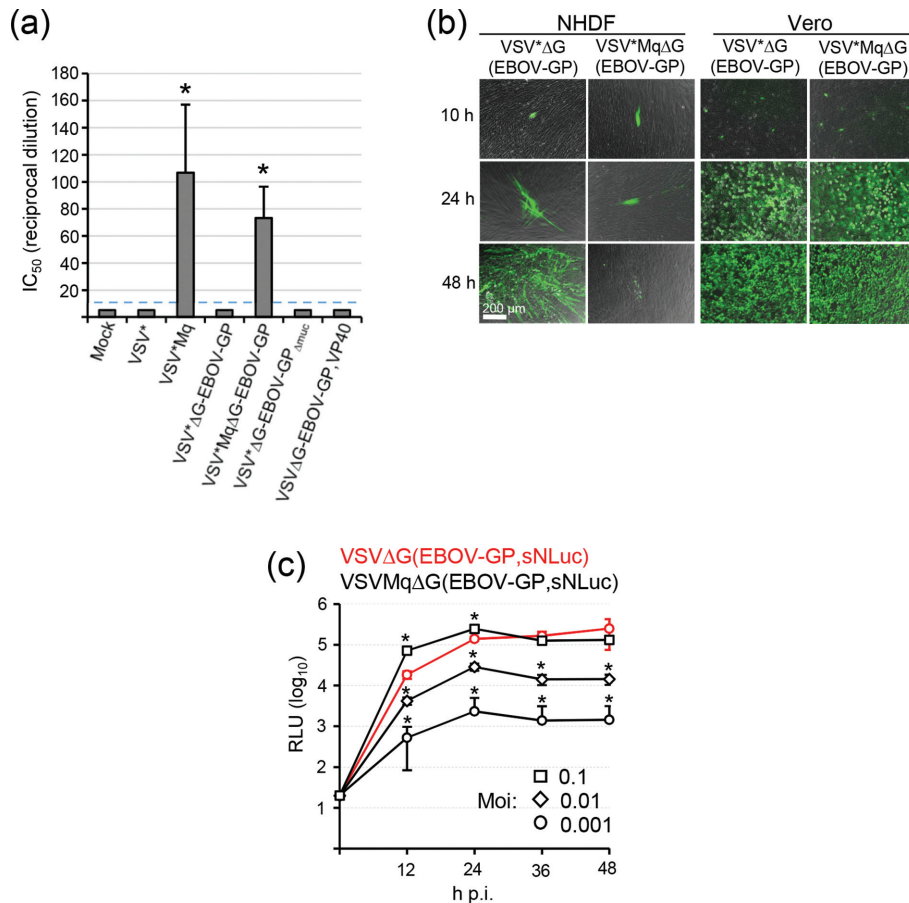 (a)
IC50 (reciprocal dilution)
180
160
140
120
100
80
60
40
20
Mock
VSV*
VSV*Mq
VSV*ΔG-EBOV-GP
VSV*MqΔG-EBOV-GP
VSV*ΔG-EBOV-GPΔmuc
VSVΔG-EBOV-GP,VP40
*
*
(b)
NHDF Vero
VSV*ΔG VSV*MqΔG VSV*ΔG VSV*MqΔG
(EBOV-GP) (EBOV-GP) (EBOV-GP) (EBOV-GP)
10 h
24 h
48 h
200 µm
(c)
VSVΔG(EBOV-GP,sNLuc)
VSVMqΔG(EBOV-GP,sNLuc)
RLU (log10)
6
5
4
3
2
1
* * 
* * * *
* * * *
Moi:
0.1
0.01
0.001
12 24 36 48
h p.i.